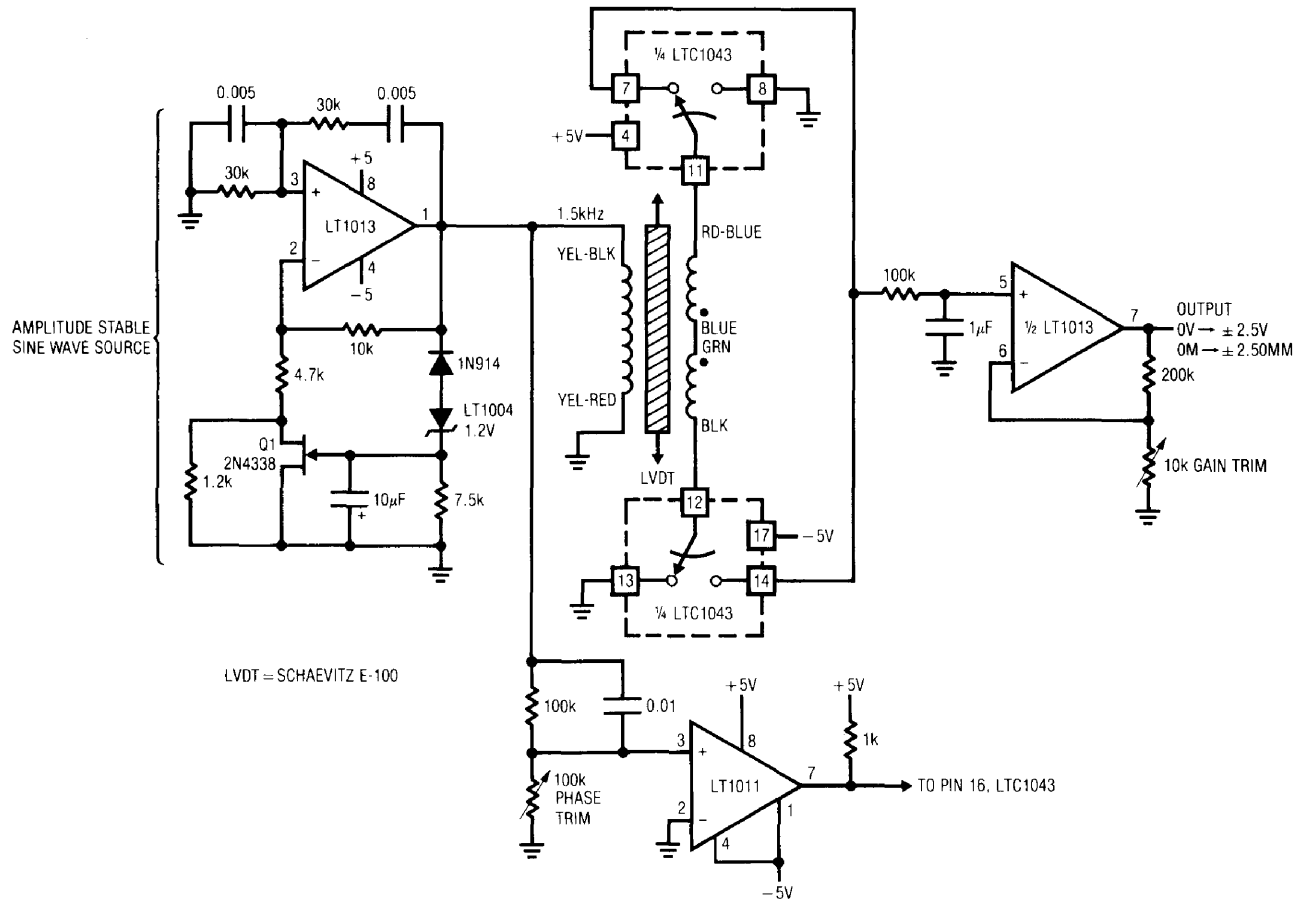 AMPLITUDE STABLE
SINE WAVE SOURCE
0.005
30k
0.005
30k
3
+
+5
8
LT1013
1
2
−
4
−5
10k
4.7k
1N914
LT1004
1.2V
Q1
2N4338
1.2k
10µF
+
7.5k
LVDT = SCHAEVITZ E-100
1.5kHz
YEL-BLK
YEL-RED
LVDT
RD-BLUE
BLUE
GRN
BLK
¼ LTC1043
7
8
+5V
4
11
12
17
−5V
13
14
¼ LTC1043
100k
1µF
5
+
½ LT1013
6
−
7
OUTPUT
0V → ±2.5V
0M → ±2.50MM
200k
10k GAIN TRIM
100k
0.01
100k
PHASE
TRIM
+5V
8
3
+
LT1011
2
−
7
1
4
−5V
+5V
1k
TO PIN 16, LTC1043